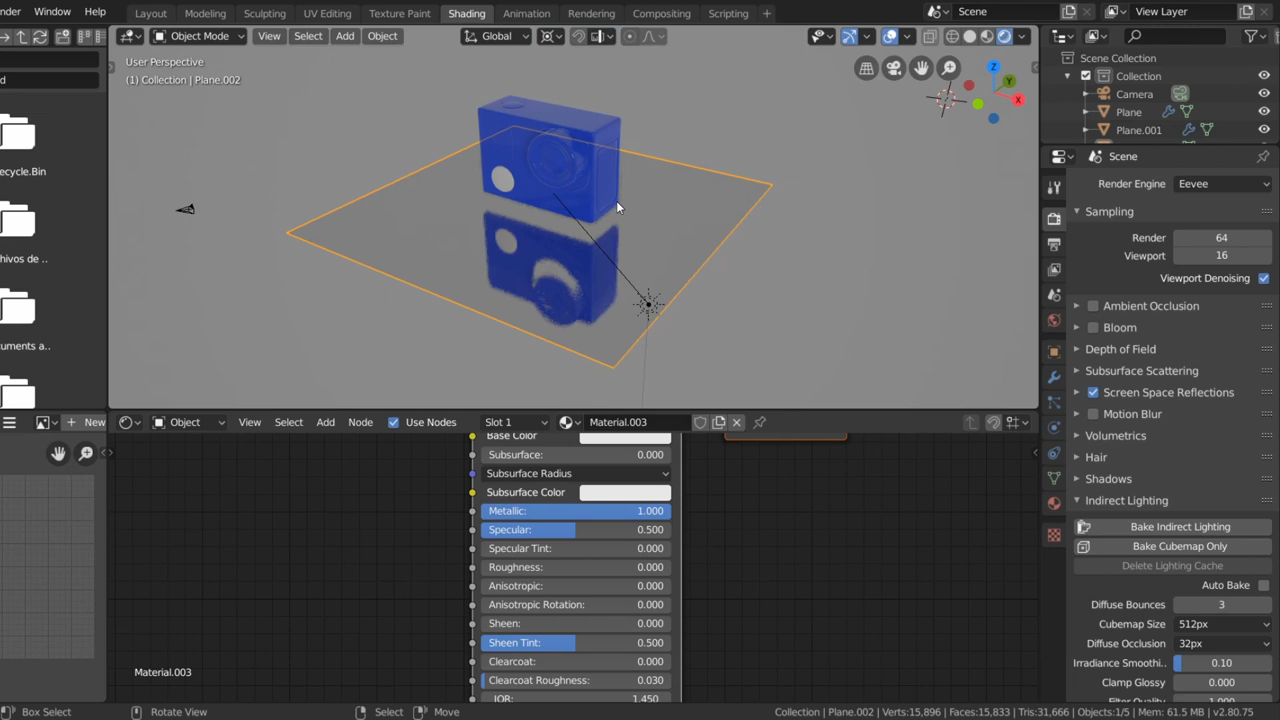 nder Window Help Layout Modeling Sculpting UV Editing Texture Paint Shading Animation Rendering Compositing Scripting + Scene View Layer
Object Mode View Select Add Object Global
User Perspective
(1) Collection | Plane.002
Z
Y
X
d
ecycle.Bin
chivos de ..
uments a..
New
Scene Collection
Collection
Camera
Plane
Plane.001
Scene
Render Engine Eevee
Sampling
Render 64
Viewport 16
Viewport Denoising
Ambient Occlusion
Bloom
Depth of Field
Subsurface Scattering
Screen Space Reflections
Motion Blur
Volumetrics
Hair
Shadows
Indirect Lighting
Bake Indirect Lighting
Bake Cubemap Only
Delete Lighting Cache
Auto Bake
Diffuse Bounces 3
Cubemap Size 512px
Diffuse Occlusion 32px
Irradiance Smoothi.. 0.10
Clamp Glossy 0.000
Filter Quality 1.000
Object View Select Add Node Use Nodes Slot 1 Material.003
Base Color
Subsurface: 0.000
Subsurface Radius
Subsurface Color
Metallic: 1.000
Specular: 0.500
Specular Tint: 0.000
Roughness: 0.000
Anisotropic: 0.000
Anisotropic Rotation: 0.000
Sheen: 0.000
Sheen Tint: 0.500
Clearcoat: 0.000
Clearcoat Roughness: 0.030
IOR: 1.450
Material.003
Box Select Rotate View Select Move Collection | Plane.002 | Verts:15,896 | Faces:15,833 | Tris:31,666 | Objects:1/5 | Mem: 61.5 MB | v2.80.75